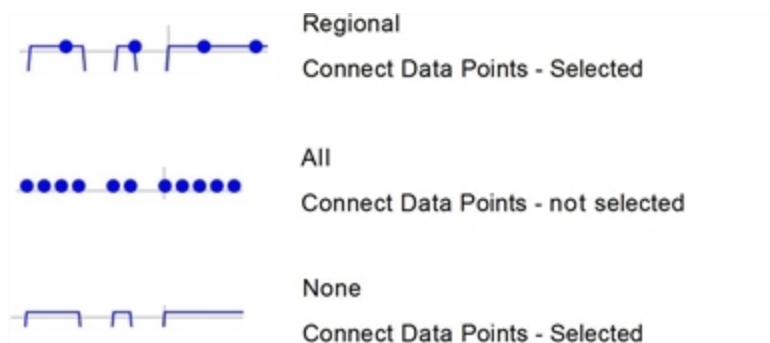 Regional
Connect Data Points - Selected
All
Connect Data Points - not selected
None
Connect Data Points - Selected